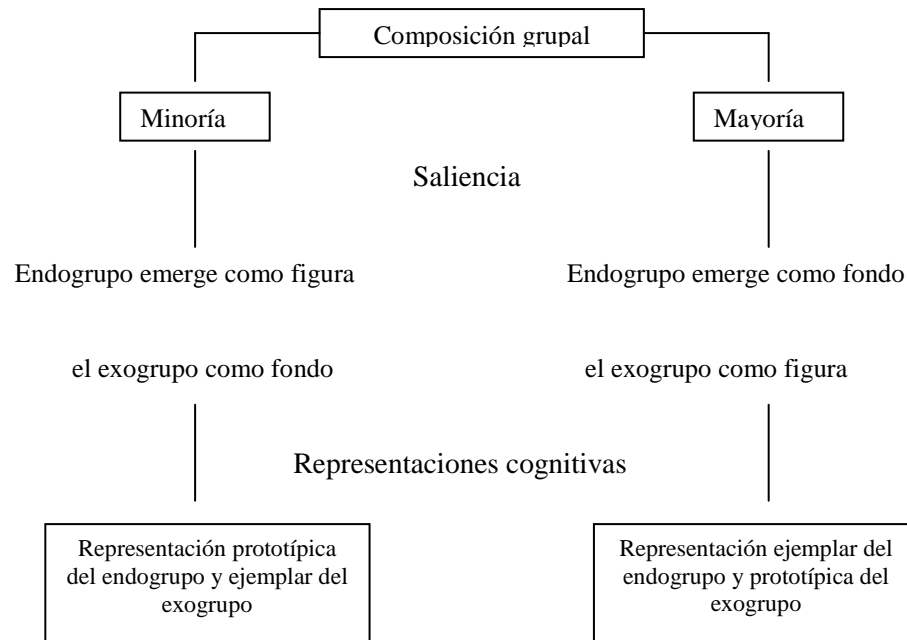 Composición grupal
Minoría
Mayoría
Saliencia
Endogrupo emerge como figura
Endogrupo emerge como fondo
el exogrupo como fondo
el exogrupo como figura
Representaciones cognitivas
Representación prototípica
del endogrupo y ejemplar del
exogrupo
Representación ejemplar del
endogrupo y prototípica del
exogrupo